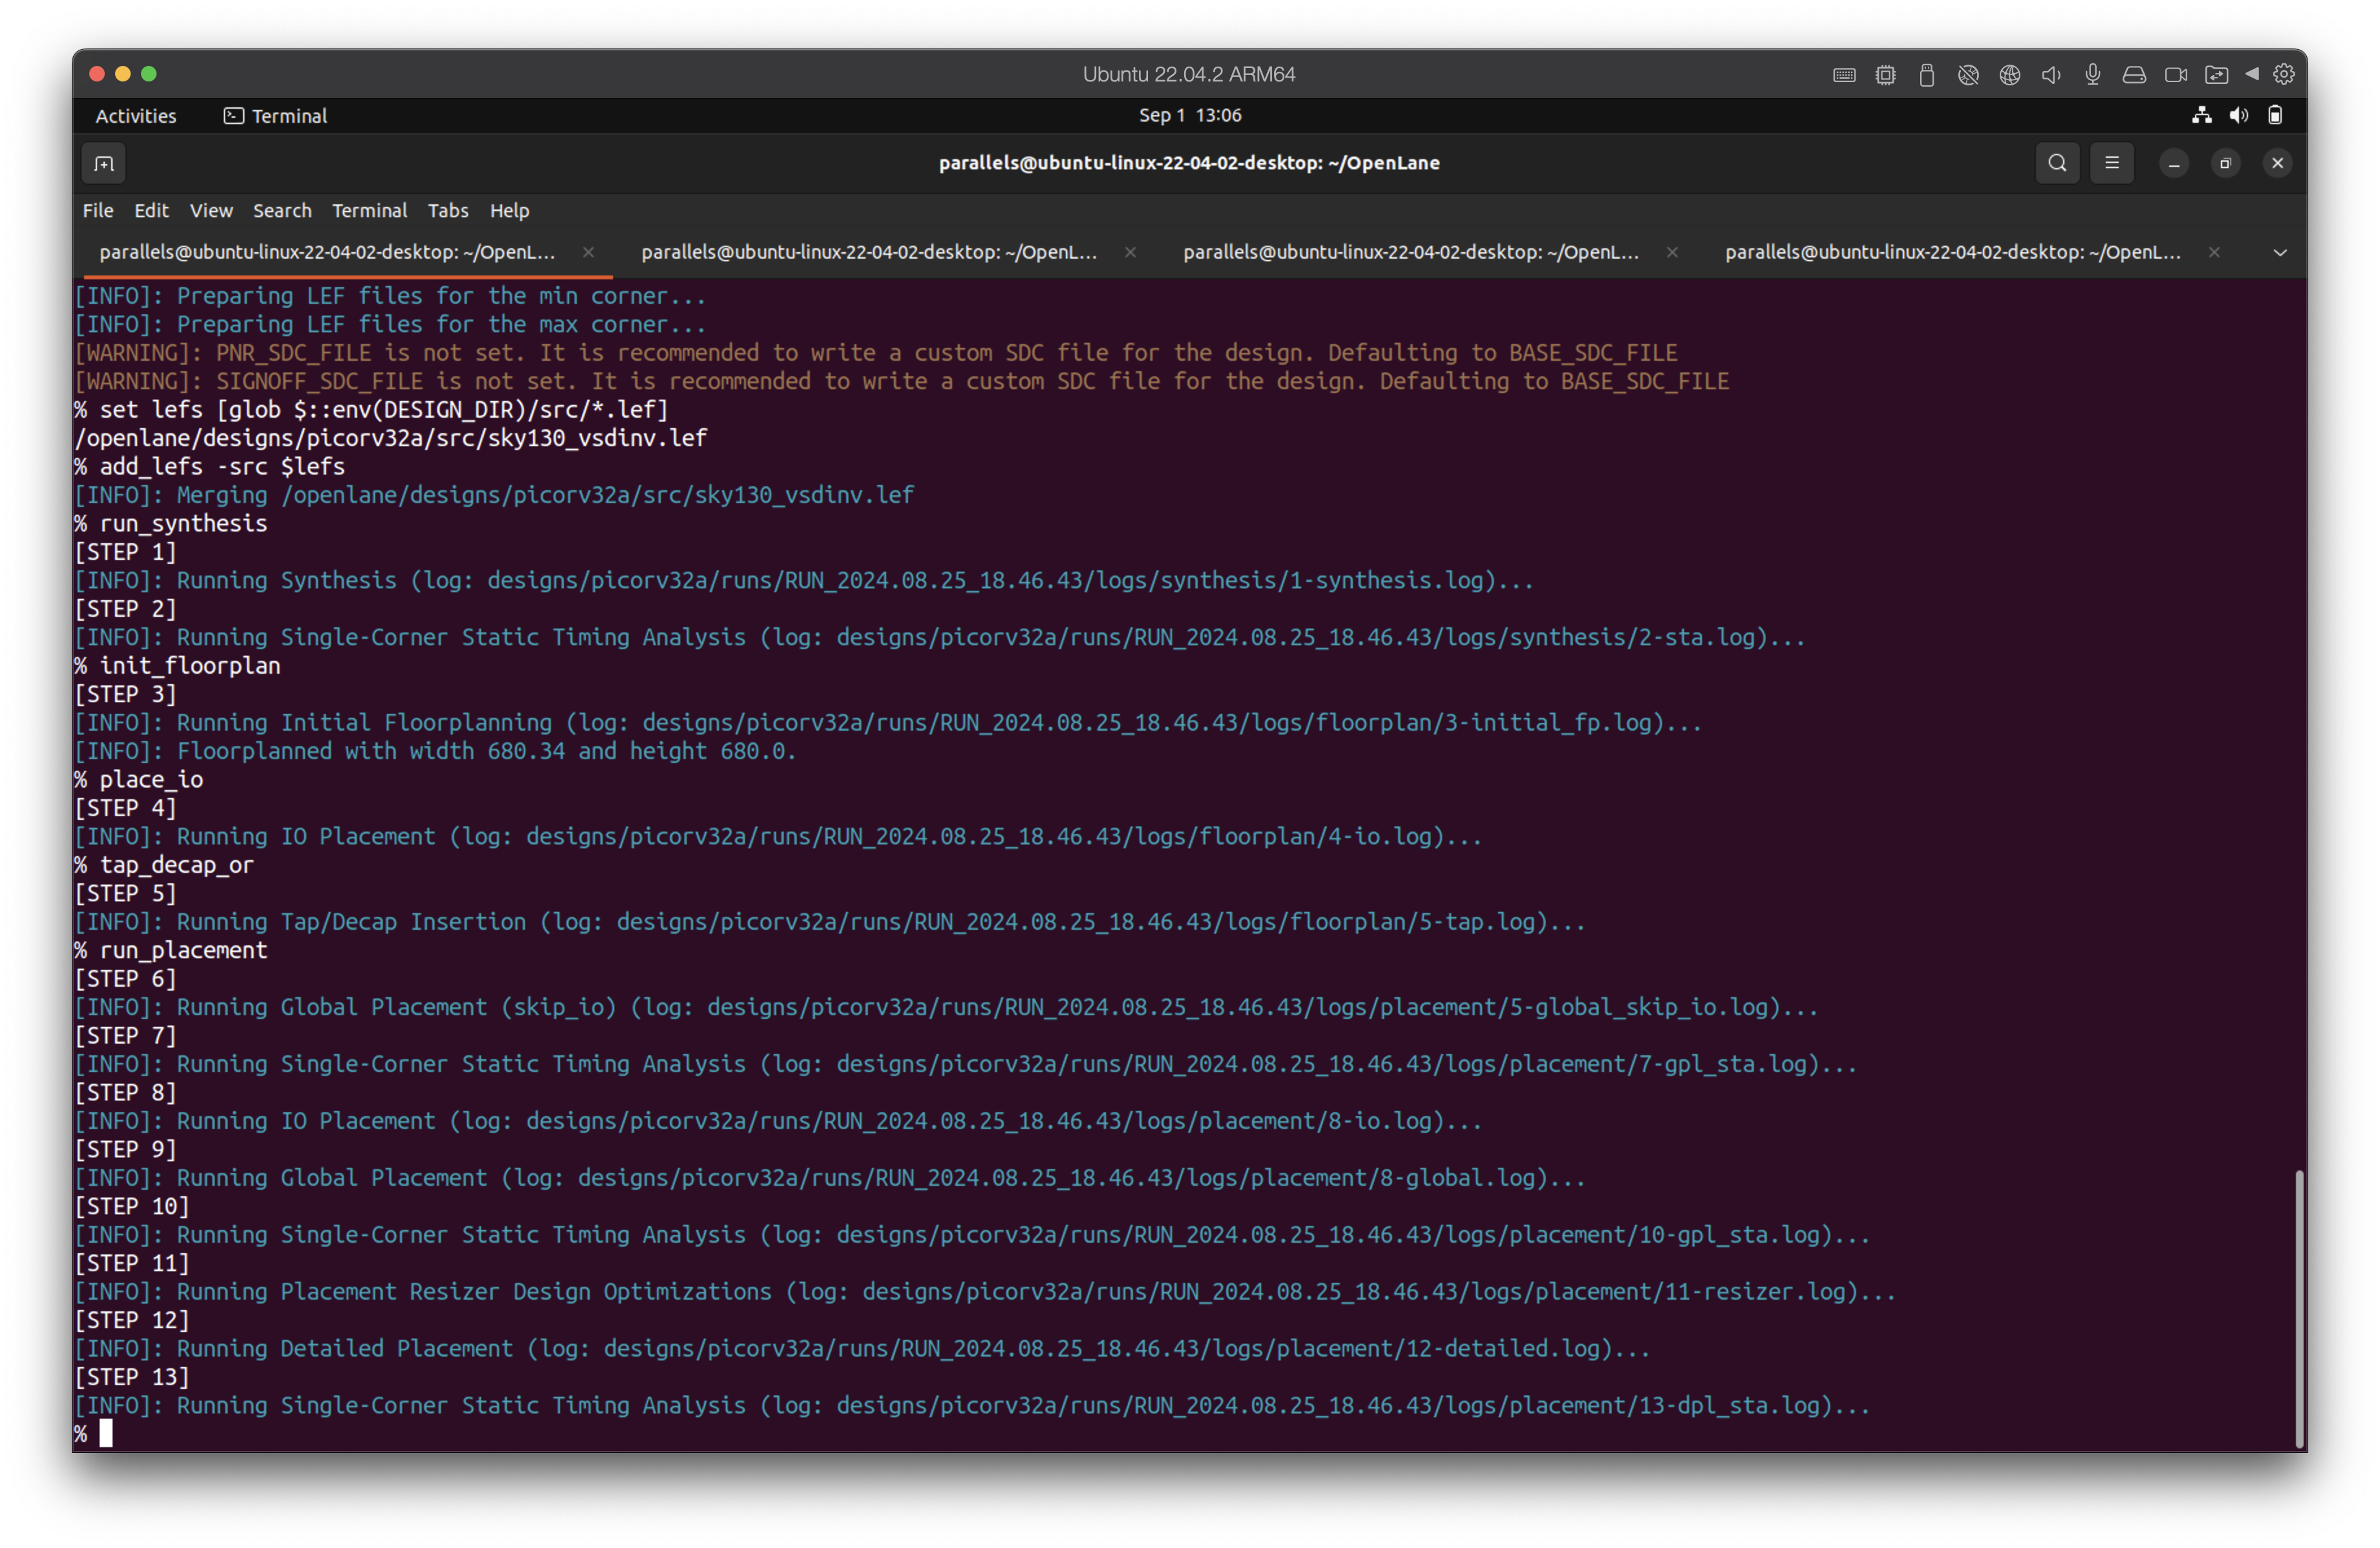 Ubuntu 22.04.2 ARM64
Activities Terminal Sep 1 13:06
parallels@ubuntu-linux-22-04-02-desktop: ~/OpenLane
File Edit View Search Terminal Tabs Help
parallels@ubuntu-linux-22-04-02-desktop: ~/OpenL... parallels@ubuntu-linux-22-04-02-desktop: ~/OpenL... parallels@ubuntu-linux-22-04-02-desktop: ~/OpenL... parallels@ubuntu-linux-22-04-02-desktop: ~/OpenL...
[INFO]: Preparing LEF files for the min corner...
[INFO]: Preparing LEF files for the max corner...
[WARNING]: PNR_SDC_FILE is not set. It is recommended to write a custom SDC file for the design. Defaulting to BASE_SDC_FILE
[WARNING]: SIGNOFF_SDC_FILE is not set. It is recommended to write a custom SDC file for the design. Defaulting to BASE_SDC_FILE
% set lefs [glob $::env(DESIGN_DIR)/src/*.lef]
/openlane/designs/picorv32a/src/sky130_vsdinv.lef
% add_lefs -src $lefs
[INFO]: Merging /openlane/designs/picorv32a/src/sky130_vsdinv.lef
% run_synthesis
[STEP 1]
[INFO]: Running Synthesis (log: designs/picorv32a/runs/RUN_2024.08.25_18.46.43/logs/synthesis/1-synthesis.log)...
[STEP 2]
[INFO]: Running Single-Corner Static Timing Analysis (log: designs/picorv32a/runs/RUN_2024.08.25_18.46.43/logs/synthesis/2-sta.log)...
% init_floorplan
[STEP 3]
[INFO]: Running Initial Floorplanning (log: designs/picorv32a/runs/RUN_2024.08.25_18.46.43/logs/floorplan/3-initial_fp.log)...
[INFO]: Floorplanned with width 680.34 and height 680.0.
% place_io
[STEP 4]
[INFO]: Running IO Placement (log: designs/picorv32a/runs/RUN_2024.08.25_18.46.43/logs/floorplan/4-io.log)...
% tap_decap_or
[STEP 5]
[INFO]: Running Tap/Decap Insertion (log: designs/picorv32a/runs/RUN_2024.08.25_18.46.43/logs/floorplan/5-tap.log)...
% run_placement
[STEP 6]
[INFO]: Running Global Placement (skip_io) (log: designs/picorv32a/runs/RUN_2024.08.25_18.46.43/logs/placement/5-global_skip_io.log)...
[STEP 7]
[INFO]: Running Single-Corner Static Timing Analysis (log: designs/picorv32a/runs/RUN_2024.08.25_18.46.43/logs/placement/7-gpl_sta.log)...
[STEP 8]
[INFO]: Running IO Placement (log: designs/picorv32a/runs/RUN_2024.08.25_18.46.43/logs/placement/8-io.log)...
[STEP 9]
[INFO]: Running Global Placement (log: designs/picorv32a/runs/RUN_2024.08.25_18.46.43/logs/placement/8-global.log)...
[STEP 10]
[INFO]: Running Single-Corner Static Timing Analysis (log: designs/picorv32a/runs/RUN_2024.08.25_18.46.43/logs/placement/10-gpl_sta.log)...
[STEP 11]
[INFO]: Running Placement Resizer Design Optimizations (log: designs/picorv32a/runs/RUN_2024.08.25_18.46.43/logs/placement/11-resizer.log)...
[STEP 12]
[INFO]: Running Detailed Placement (log: designs/picorv32a/runs/RUN_2024.08.25_18.46.43/logs/placement/12-detailed.log)...
[STEP 13]
[INFO]: Running Single-Corner Static Timing Analysis (log: designs/picorv32a/runs/RUN_2024.08.25_18.46.43/logs/placement/13-dpl_sta.log)...
%